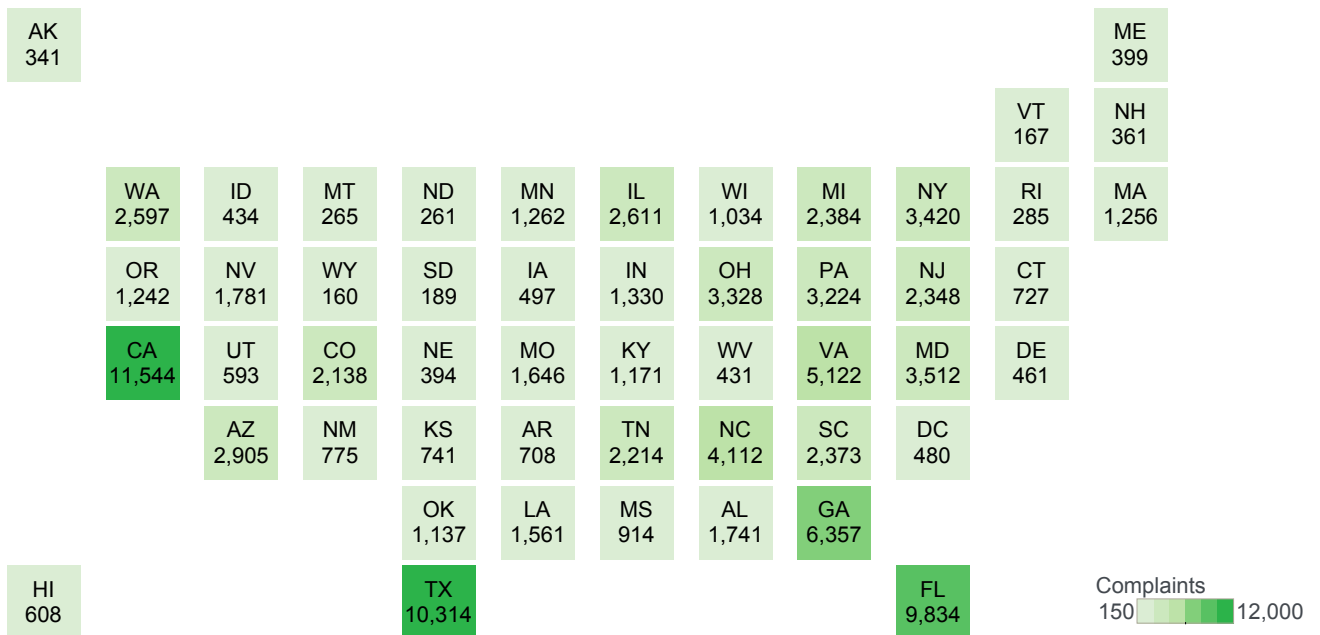 AK
341
ME
399
VT
167
NH
361
WA
2,597
ID
434
MT
265
ND
261
MN
1,262
IL
2,611
WI
1,034
MI
2,384
NY
3,420
RI
285
MA
1,256
OR
1,242
NV
1,781
WY
160
SD
189
IA
497
IN
1,330
OH
3,328
PA
3,224
NJ
2,348
CT
727
CA
11,544
UT
593
CO
2,138
NE
394
MO
1,646
KY
1,171
WV
431
VA
5,122
MD
3,512
DE
461
AZ
2,905
NM
775
KS
741
AR
708
TN
2,214
NC
4,112
SC
2,373
DC
480
OK
1,137
LA
1,561
MS
914
AL
1,741
GA
6,357
HI
608
TX
10,314
FL
9,834
Complaints
150 12,000